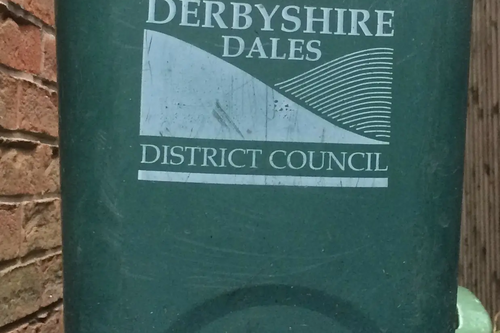 DERBYSHIRE
DALES
DISTRICT COUNCIL